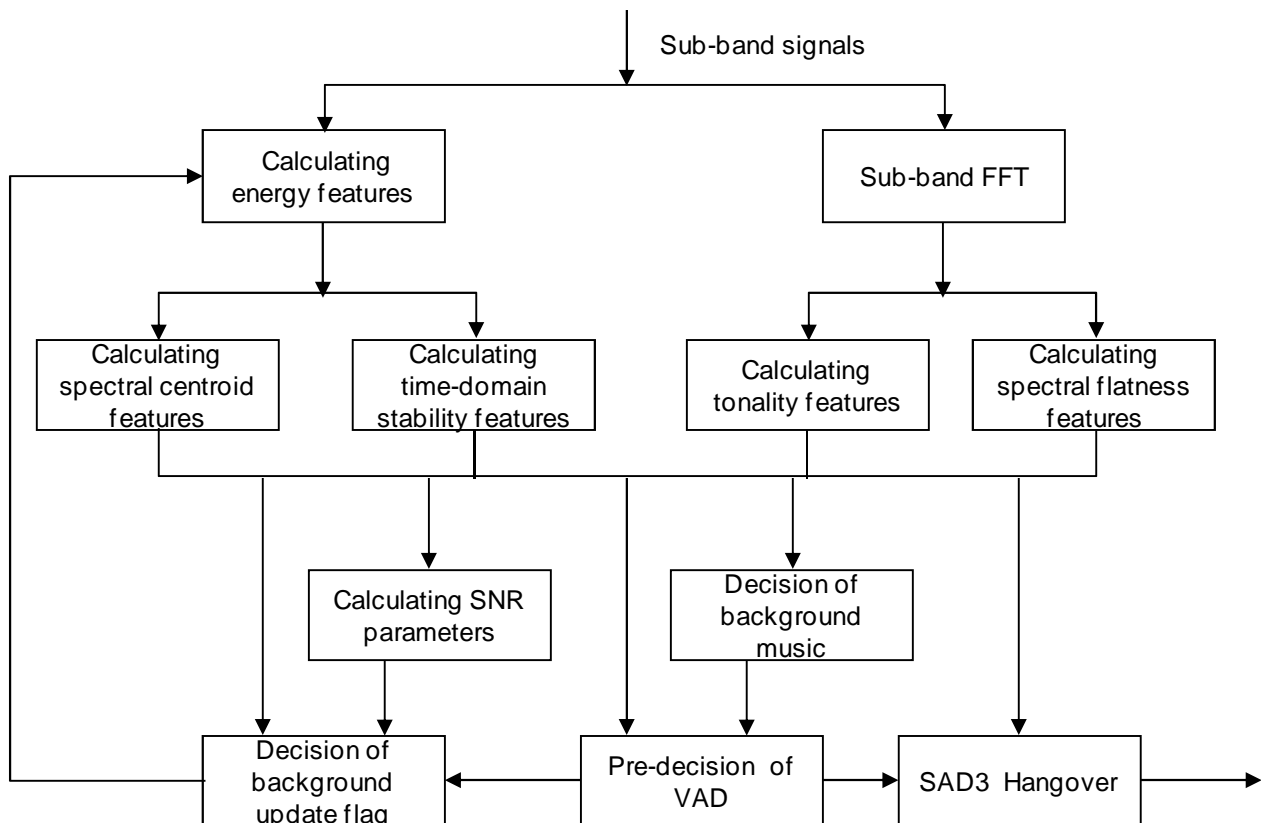 Sub-band signals
Calculating
energy features
Sub-band FFT
Calculating
spectral centroid
features
Calculating
time-domain
stability features
Calculating
tonality features
Calculating
spectral flatness
features
Calculating SNR
parameters
Decision of
background
music
Decision of
background
update flag
Pre-decision of
VAD
SAD3 Hangover